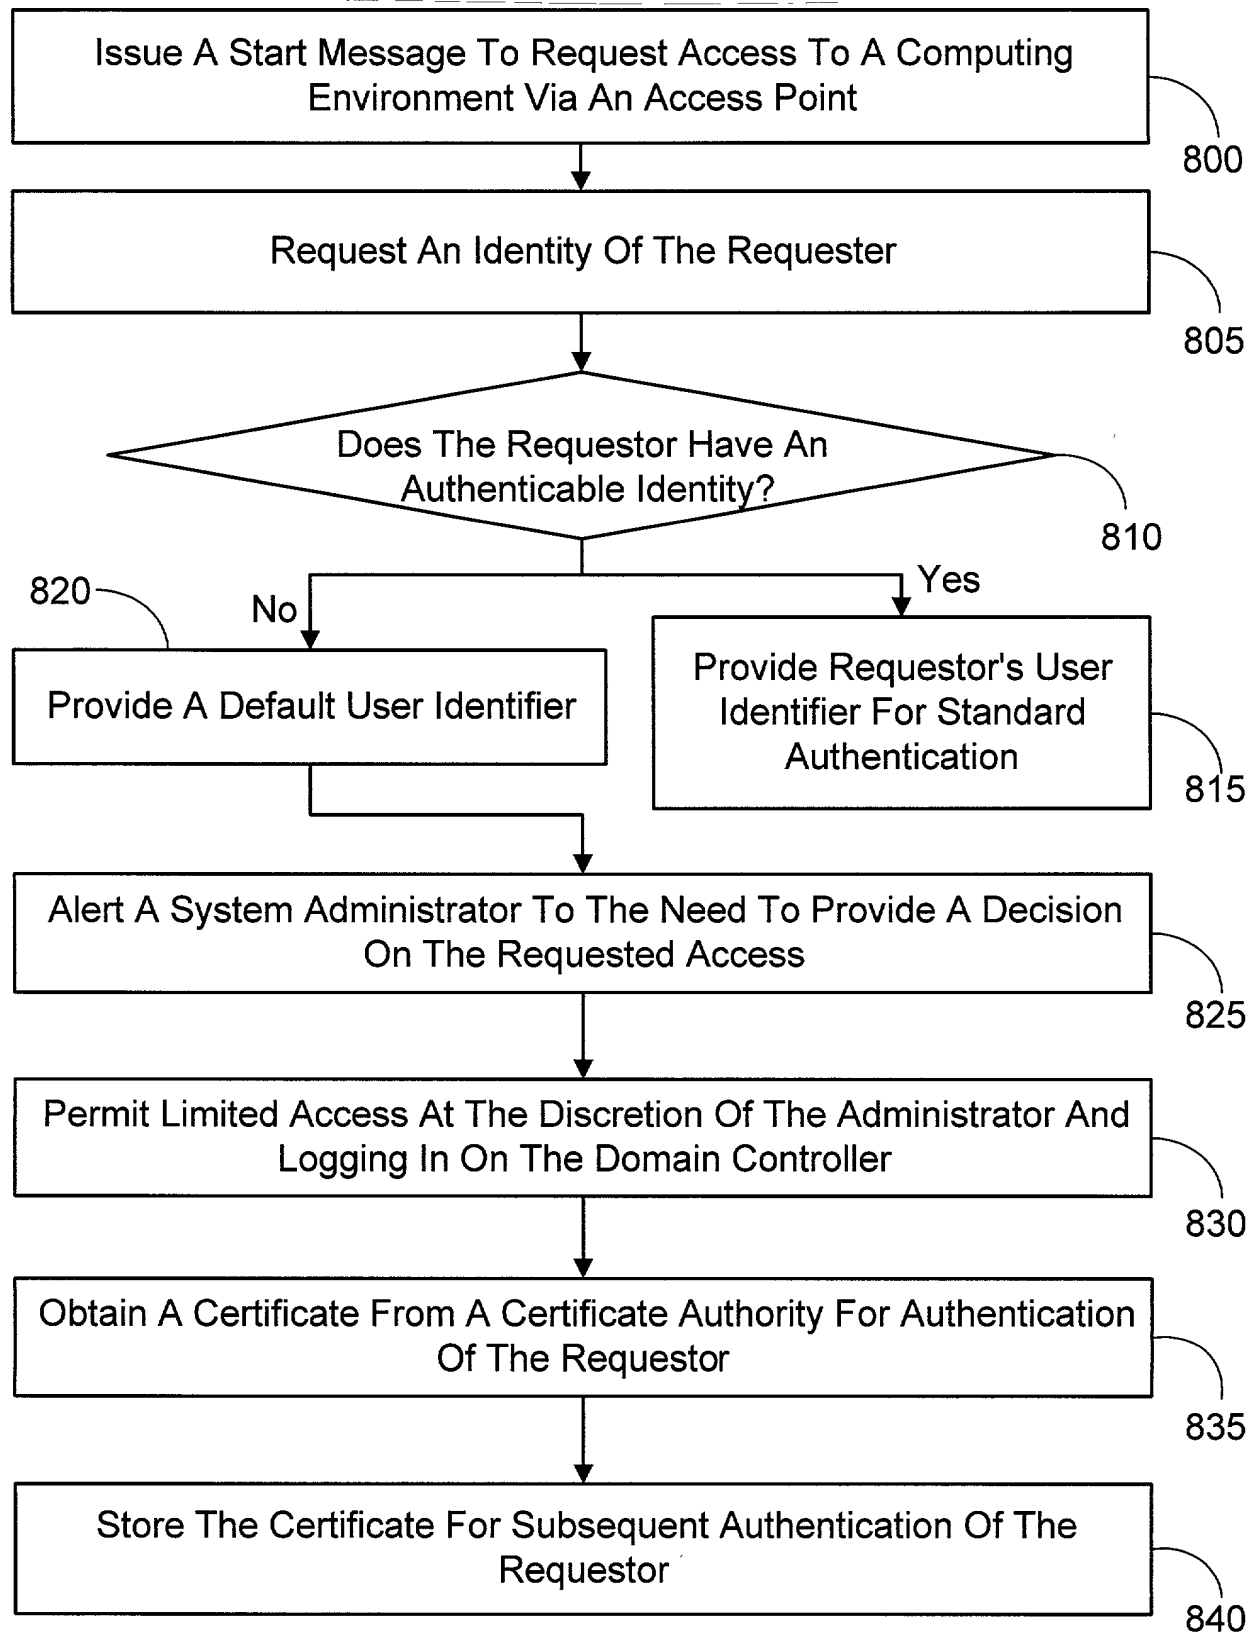 Issue A Start Message To Request Access To A Computing
Environment Via An Access Point
800
Request An Identity Of The Requester
805
Does The Requestor Have An
Authenticable Identity?
810
820
No
Yes
Provide A Default User Identifier
Provide Requestor's User
Identifier For Standard
Authentication
815
Alert A System Administrator To The Need To Provide A Decision
On The Requested Access
825
Permit Limited Access At The Discretion Of The Administrator And
Logging In On The Domain Controller
830
Obtain A Certificate From A Certificate Authority For Authentication
Of The Requestor
835
Store The Certificate For Subsequent Authentication Of The
Requestor
840